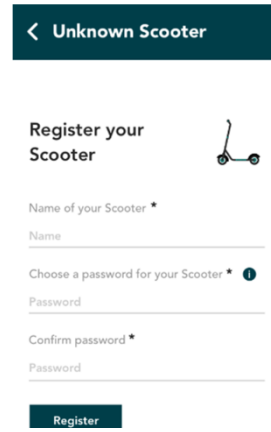 Unknown Scooter
Register your
Scooter
Name of your Scooter *
Name
Choose a password for your Scooter * i
Password
Confirm password *
Password
Register